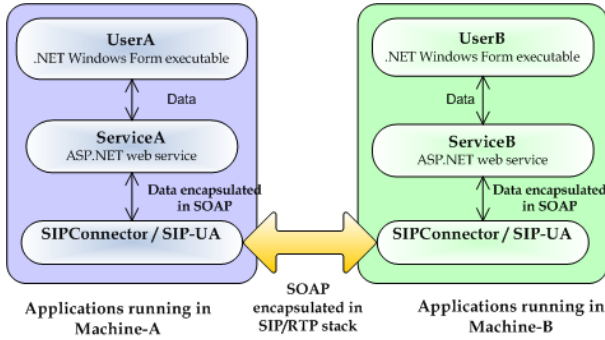 UserA
.NET Windows Form executable
Data
ServiceA
ASP.NET web service
Data encapsulated
in SOAP
SIPConnector / SIP-UA
Applications running in
Machine-A
SOAP
encapsulated in
SIP/RTP stack
UserB
.NET Windows Form executable
Data
ServiceB
ASP.NET web service
Data encapsulated
in SOAP
SIPConnector / SIP-UA
Applications running in
Machine-B